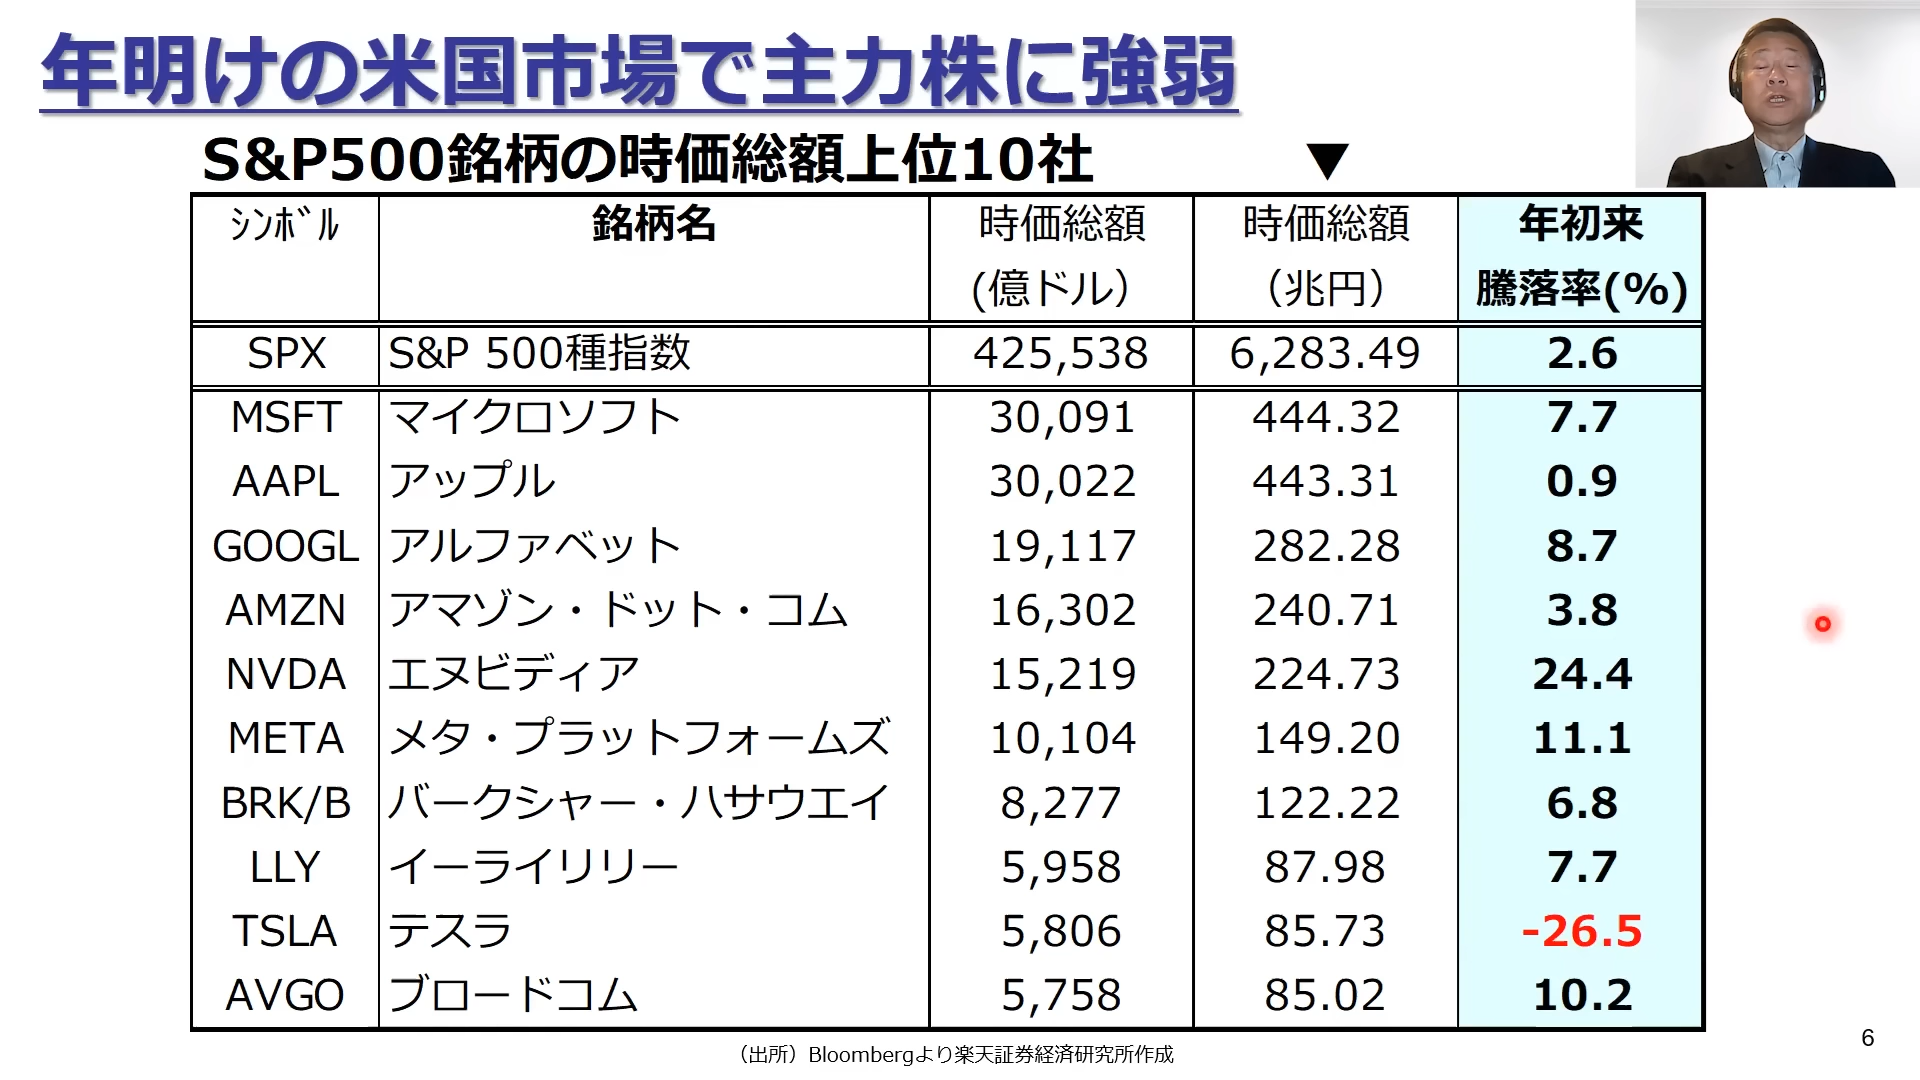 年明けの米国市場で主力株に強弱
S&P500銘柄の時価総額上位10社 ▼
ｼﾝﾎﾞﾙ 銘柄名 時価総額 時価総額 年初来
(億ドル） （兆円） 騰落率(%)
SPX S&P 500種指数 425,538 6,283.49 2.6
MSFT マイクロソフト 30,091 444.32 7.7
AAPL アップル 30,022 443.31 0.9
GOOGL アルファベット 19,117 282.28 8.7
AMZN アマゾン・ドット・コム 16,302 240.71 3.8
NVDA エヌビディア 15,219 224.73 24.4
META メタ・プラットフォームズ 10,104 149.20 11.1
BRK/B バークシャー・ハサウエイ 8,277 122.22 6.8
LLY イーライリリー 5,958 87.98 7.7
TSLA テスラ 5,806 85.73 -26.5
AVGO ブロードコム 5,758 85.02 10.2
（出所）Bloombergより楽天証券経済研究所作成
6